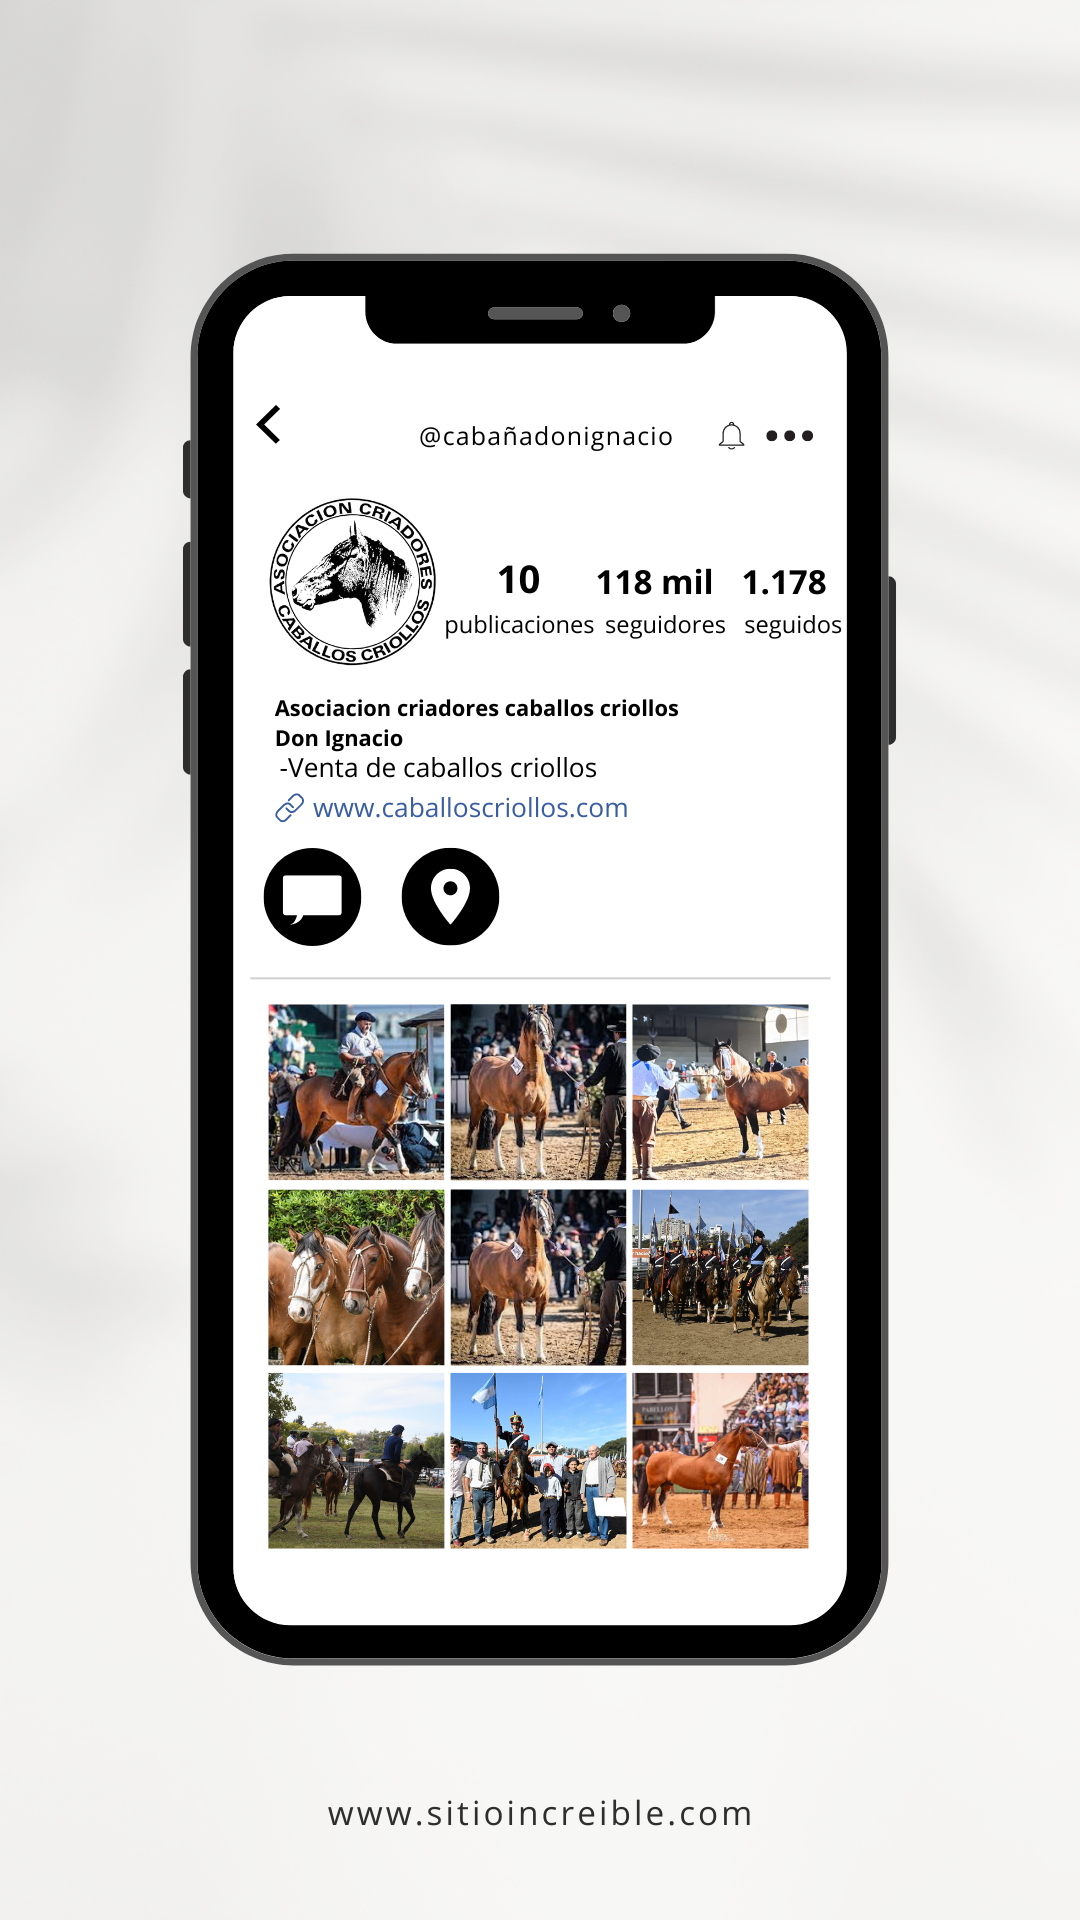 @cabañadonignacio
ASOCIACION CRIADORES
CABALLOS CRIOLLOS
10 118 mil 1.178
publicaciones seguidores seguidos
Asociacion criadores caballos criollos
Don Ignacio
-Venta de caballos criollos
www.caballoscriollos.com
PABELLON
www.sitioincreible.com